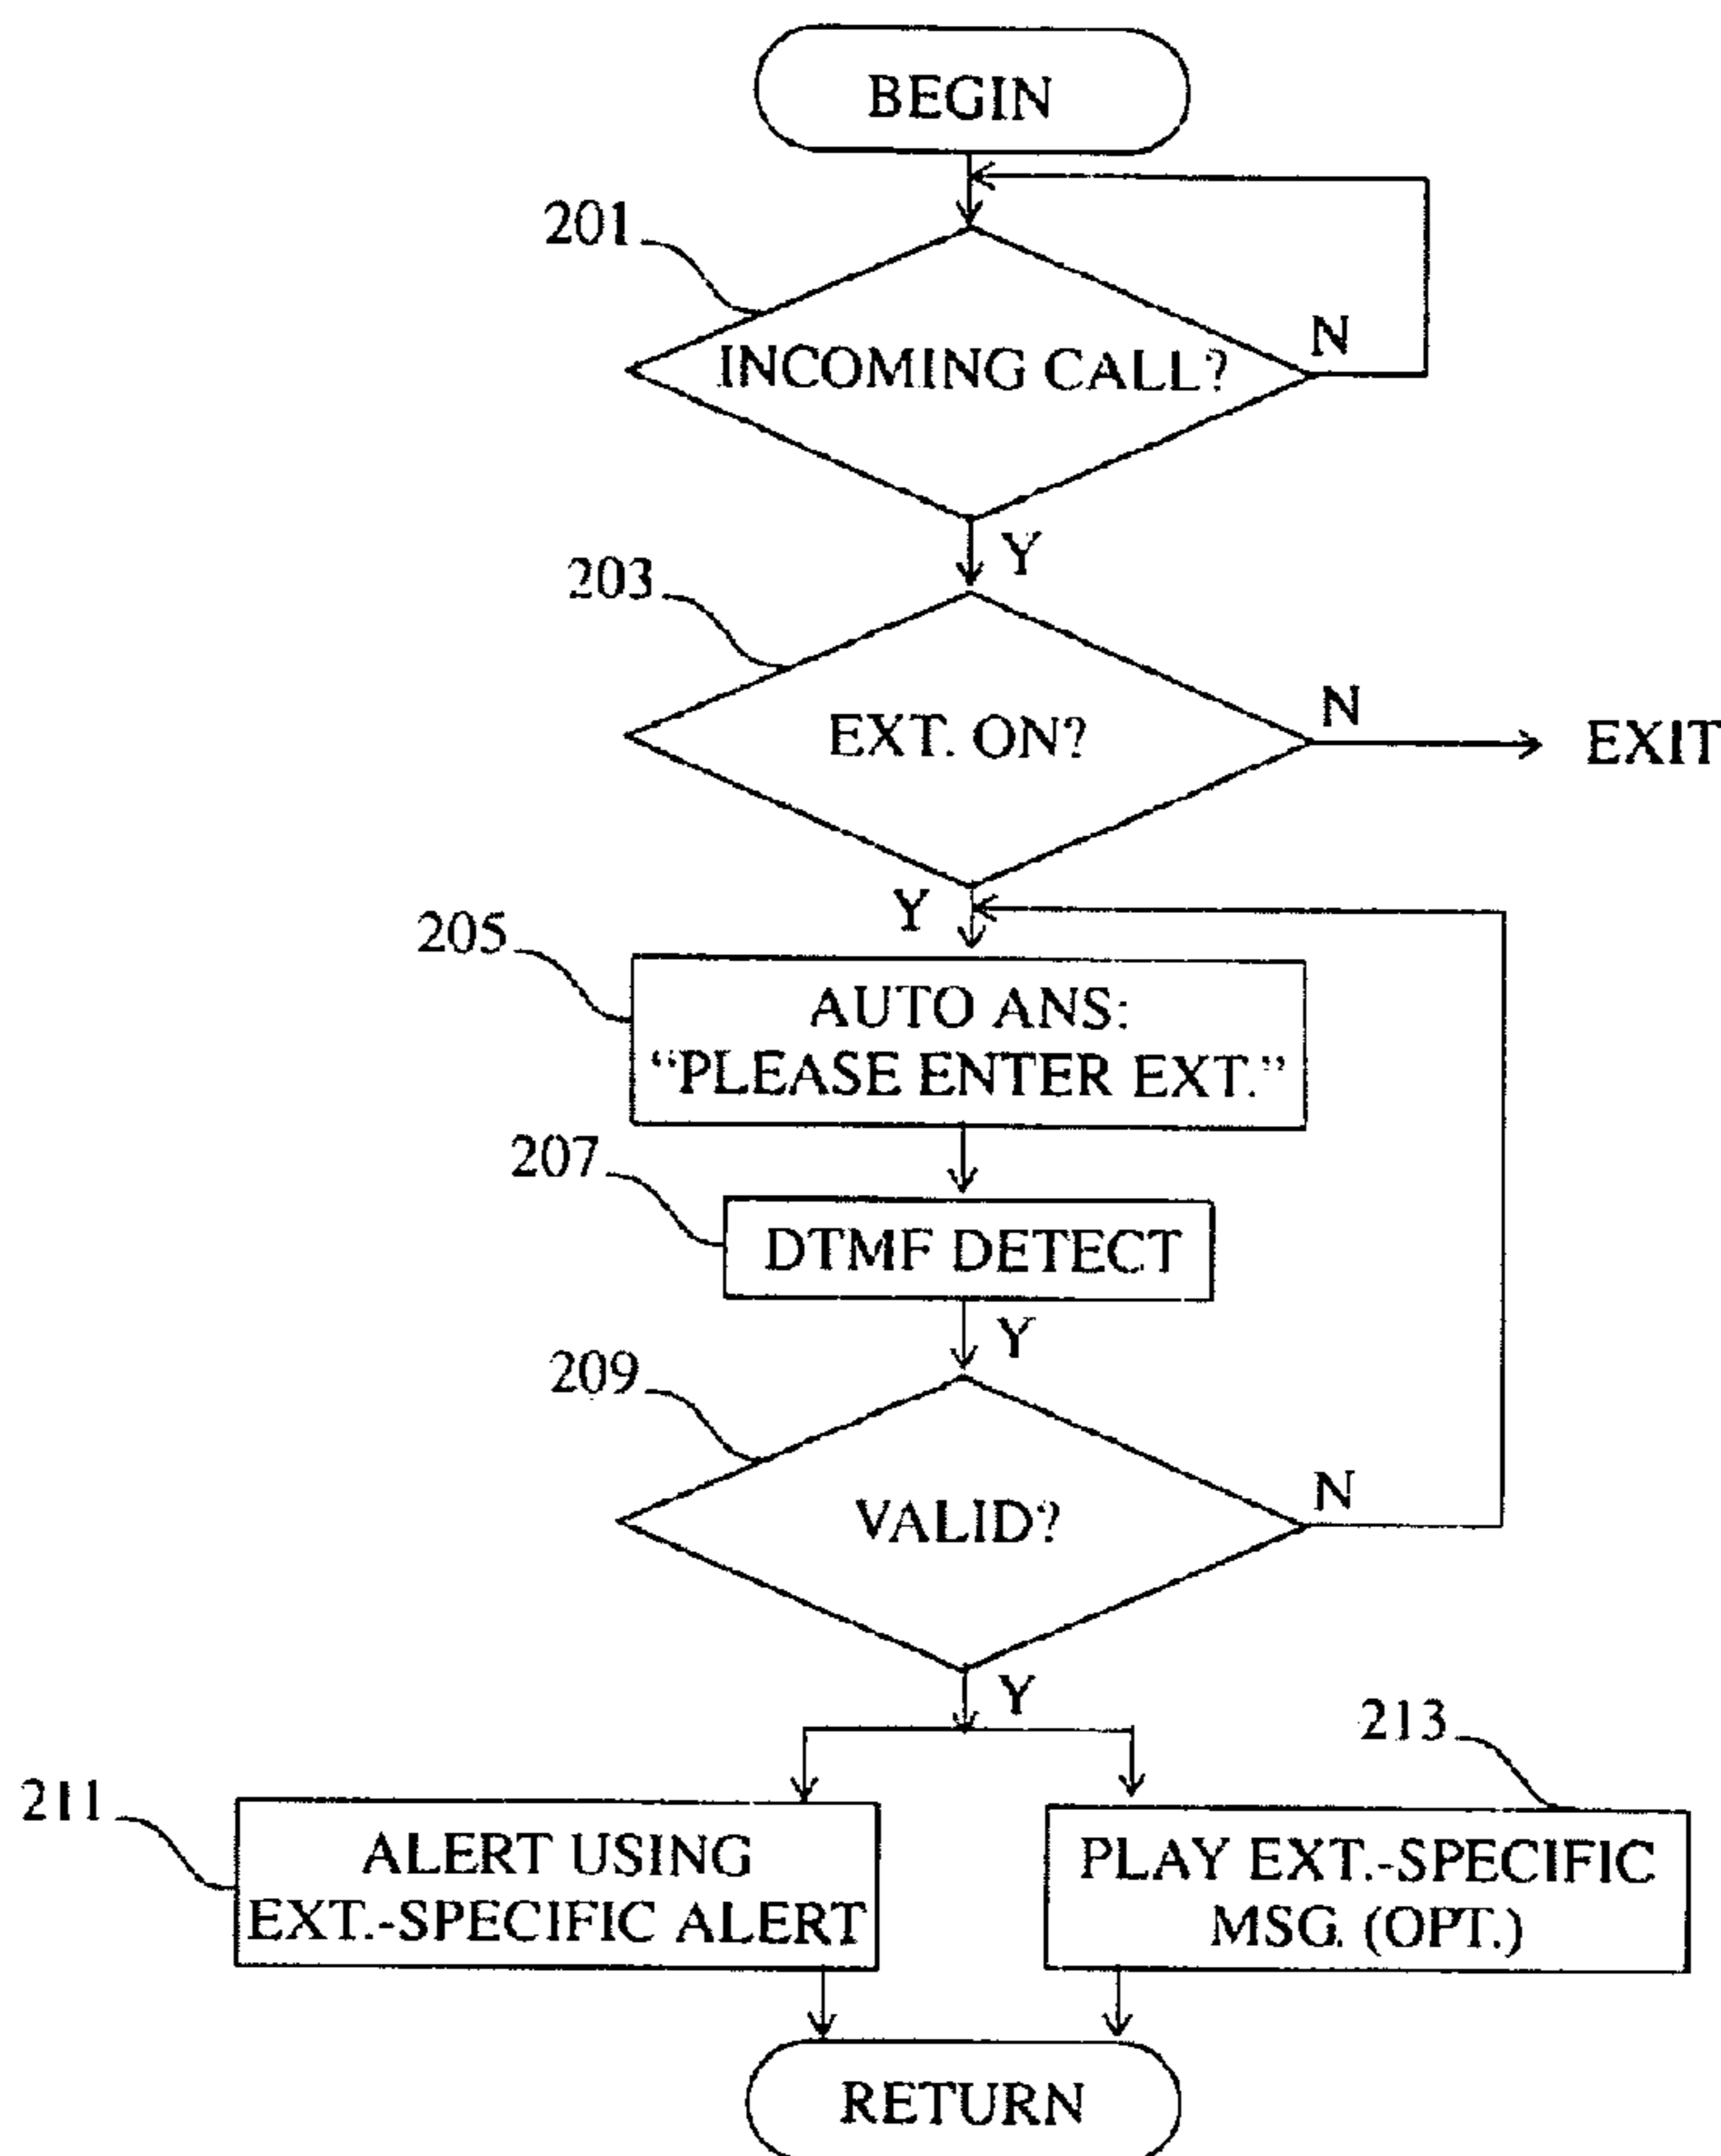 BEGIN
201
INCOMING CALL?
N
Y
203
EXT. ON?
N
EXIT
Y
205
AUTO ANS:
“PLEASE ENTER EXT.”
207
DTMF DETECT
Y
209
VALID?
N
Y
213
211
ALERT USING
EXT.-SPECIFIC ALERT
PLAY EXT.-SPECIFIC
MSG. (OPT.)
RETURN